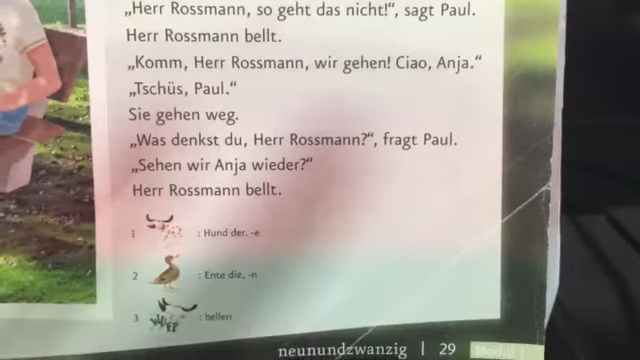 „Herr Rossmann, so geht das nicht!“, sagt Paul.
Herr Rossmann bellt.
„Komm, Herr Rossmann, wir gehen! Ciao, Anja.“
„Tschüs, Paul.“
Sie gehen weg.
„Was denkst du, Herr Rossmann?“, fragt Paul.
„Sehen wir Anja wieder?“
Herr Rossmann bellt.
1 : Hund der, -e
2 : Ente die, -n
3 : bellen
neunundzwanzig | 29